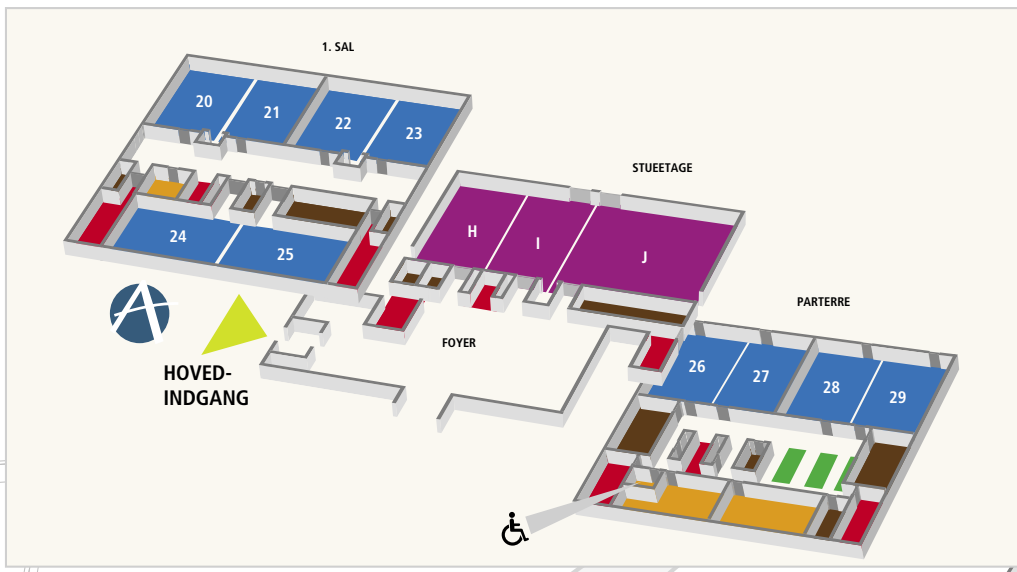 1. SAL
20
21
22
23
24
25
STUEETAGE
H
I
J
HOVED-
INDGANG
FOYER
PARTERRE
26
27
28
29